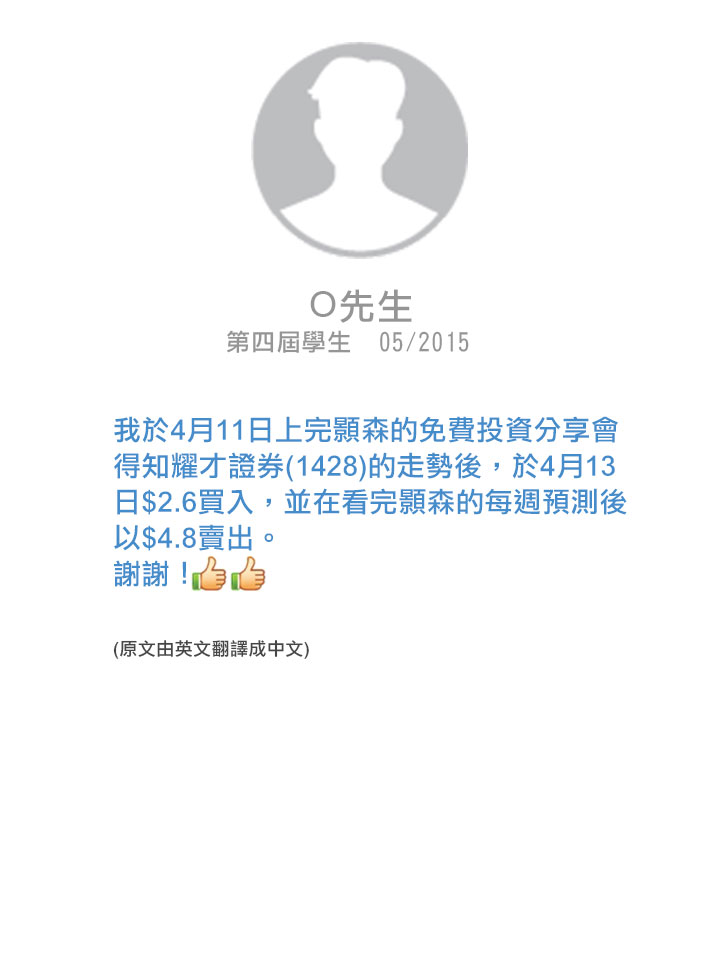 O先生
第四屆學生 05/2015
我於4月11日上完顥森的免費投資分享會
得知耀才證券(1428)的走勢後，於4月13
日$2.6買入，並在看完顥森的每週預測後
以$4.8賣出。
謝謝！
(原文由英文翻譯成中文)